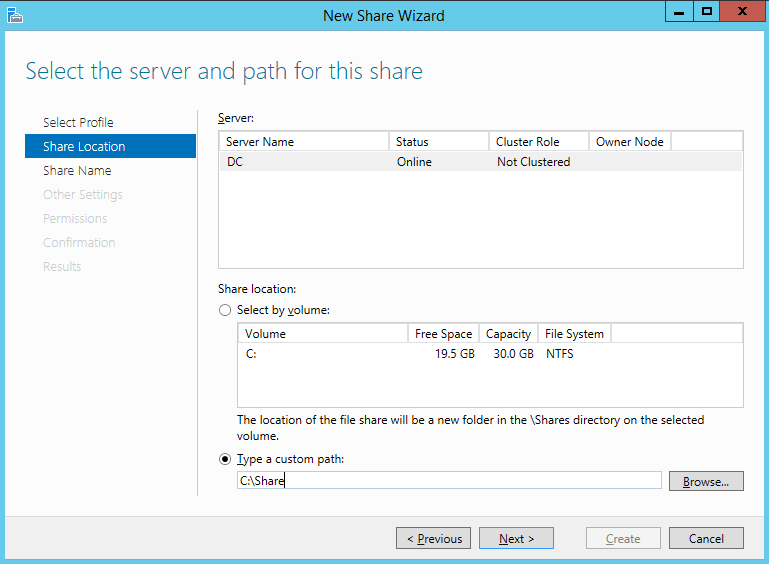 New Share Wizard
Select the server and path for this share
Select Profile
Share Location
Share Name
Other Settings
Permissions
Confirmation
Results
Server:
Server Name Status Cluster Role Owner Node
DC Online Not Clustered
Share location:
Select by volume:
Volume Free Space Capacity File System
C: 19.5 GB 30.0 GB NTFS
The location of the file share will be a new folder in the \Shares directory on the selected
volume.
Type a custom path:
C:\Share Browse...
< Previous Next > Create Cancel